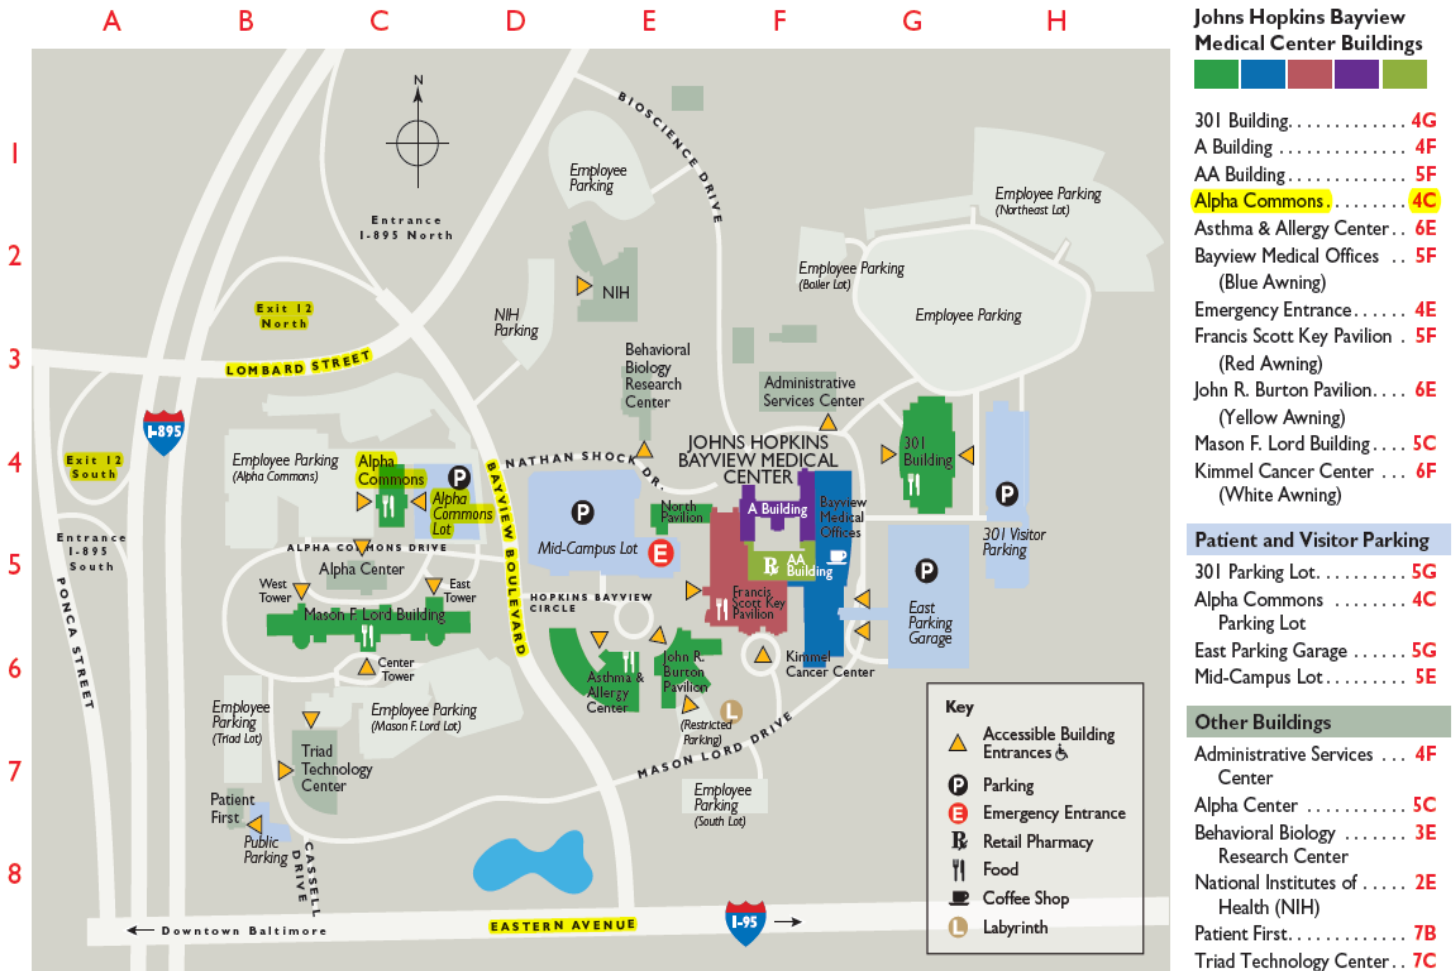 A B C D E F G H
1
2
3
4
5
6
7
8
N
BIOSCIENCE DRIVE
Employee
Parking
Entrance
I-895 North
Employee Parking
(Northeast Lot)
Employee Parking
(Boiler Lot)
Employee Parking
NIH
NIH
Parking
Exit 12
North
LOMBARD STREET
Behavioral
Biology
Research
Center
Administrative
Services Center
I-895
Exit 12
South
Employee Parking
(Alpha Commons)
Alpha
Commons
P
Alpha
Commons
Lot
BAYVIEW BOULEVARD
NATHAN SHOCK DR.
JOHNS HOPKINS
BAYVIEW MEDICAL
CENTER
301
Building
P
301 Visitor
Parking
P
Mid-Campus Lot
North
Pavilion
E
A Building
Bayview
Medical
Offices
AA
Building
Francis
Scott Key
Pavilion
P
East
Parking
Garage
Entrance
I-895
South
PONCA STREET
ALPHA COMMONS DRIVE
Alpha Center
West
Tower
East
Tower
Mason F. Lord Building
Center
Tower
HOPKINS BAYVIEW
CIRCLE
Asthma &
Allergy
Center
John R.
Burton
Pavilion
Kimmel
Cancer Center
L
(Restricted
Parking)
MASON LORD DRIVE
Employee
Parking
(Triad Lot)
Employee Parking
(Mason F. Lord Lot)
Triad
Technology
Center
Patient
First
Public
Parking
CASSELL
DRIVE
Employee
Parking
(South Lot)
EASTERN AVENUE
I-95
Downtown Baltimore
Key
Accessible Building
Entrances
P Parking
E Emergency Entrance
Rx Retail Pharmacy
Food
Coffee Shop
L Labyrinth
Johns Hopkins Bayview
Medical Center Buildings
301 Building............. 4G
A Building .............. 4F
AA Building............. 5F
Alpha Commons......... 4C
Asthma & Allergy Center.. 6E
Bayview Medical Offices .. 5F
(Blue Awning)
Emergency Entrance...... 4E
Francis Scott Key Pavilion . 5F
(Red Awning)
John R. Burton Pavilion.... 6E
(Yellow Awning)
Mason F. Lord Building.... 5C
Kimmel Cancer Center ... 6F
(White Awning)
Patient and Visitor Parking
301 Parking Lot.......... 5G
Alpha Commons ........ 4C
Parking Lot
East Parking Garage ...... 5G
Mid-Campus Lot......... 5E
Other Buildings
Administrative Services ... 4F
Center
Alpha Center ........... 5C
Behavioral Biology ....... 3E
Research Center
National Institutes of ..... 2E
Health (NIH)
Patient First............. 7B
Triad Technology Center.. 7C